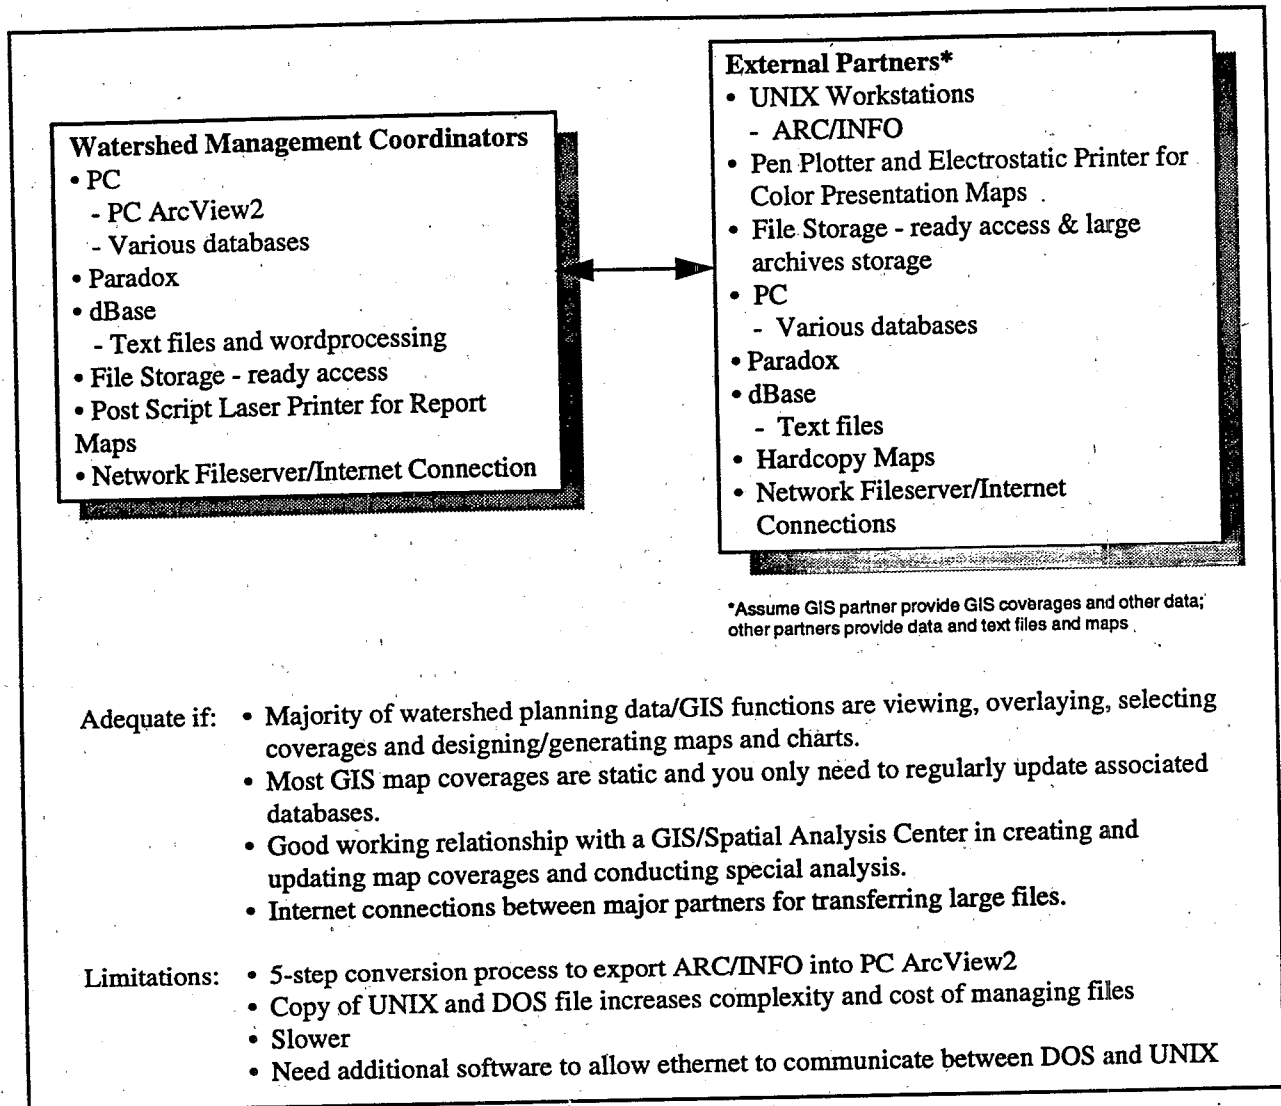 Watershed Management Coordinators
• PC
- PC ArcView2
- Various databases
• Paradox
• dBase
- Text files and wordprocessing
• File Storage - ready access
• Post Script Laser Printer for Report
Maps
• Network Fileserver/Internet Connection
External Partners*
• UNIX Workstations
- ARC/INFO
• Pen Plotter and Electrostatic Printer for
Color Presentation Maps
• File Storage - ready access & large
archives storage
• PC
- Various databases
• Paradox
• dBase
- Text files
• Hardcopy Maps
• Network Fileserver/Internet
Connections
*Assume GIS partner provide GIS coverages and other data;
other partners provide data and text files and maps
Adequate if: • Majority of watershed planning data/GIS functions are viewing, overlaying, selecting
coverages and designing/generating maps and charts.
• Most GIS map coverages are static and you only need to regularly update associated
databases.
• Good working relationship with a GIS/Spatial Analysis Center in creating and
updating map coverages and conducting special analysis.
• Internet connections between major partners for transferring large files.
Limitations: • 5-step conversion process to export ARC/INFO into PC ArcView2
• Copy of UNIX and DOS file increases complexity and cost of managing files
• Slower
• Need additional software to allow ethernet to communicate between DOS and UNIX